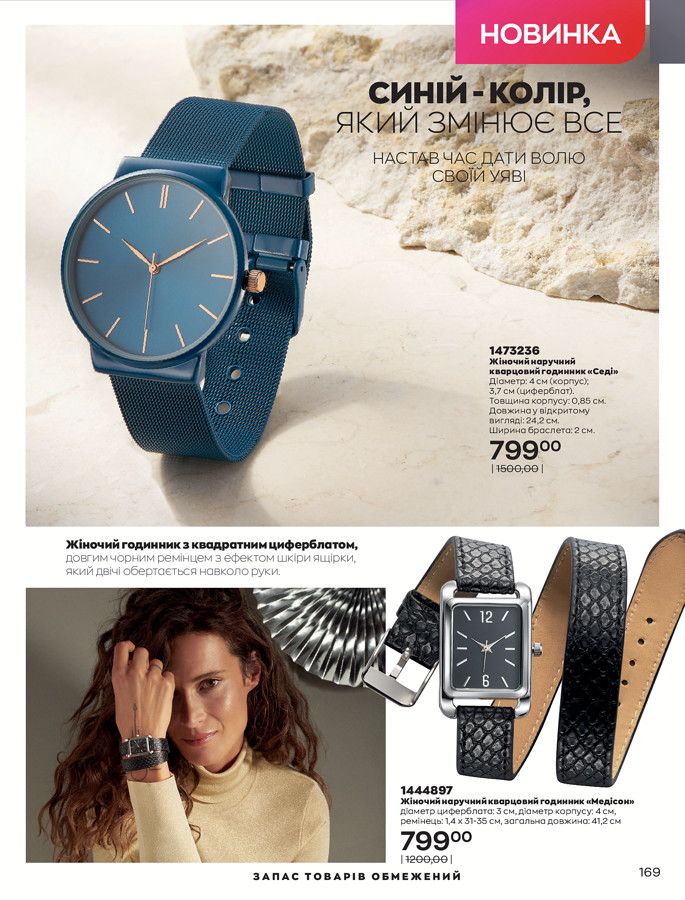 НОВИНКА
СИНІЙ - КОЛІР,
ЯКИЙ ЗМІНЮЄ ВСЕ
НАСТАВ ЧАС ДАТИ ВОЛЮ
СВОЇЙ УЯВІ
1473236
Жіночий наручний
кварцовий годинник «Седі»
Діаметр: 4 см (корпус);
3,7 см (циферблат).
Товщина корпусу: 0,85 см.
Довжина у відкритому
вигляді: 24,2 см.
Ширина браслета: 2 см.
79900
| 1500,00 |
Жіночий годинник з квадратним циферблатом,
довгим чорним ремінцем з ефектом шкіри ящірки,
який двічі обертається навколо руки.
12
6
1444897
Жіночий наручний кварцовий годинник «Медісон»
діаметр циферблата: 3 см, діаметр корпусу: 4 см,
ремінець: 1,4 х 31-35 см, загальна довжина: 41,2 см
79900
| 1200,00 |
ЗАПАС ТОВАРІВ ОБМЕЖЕНИЙ
169